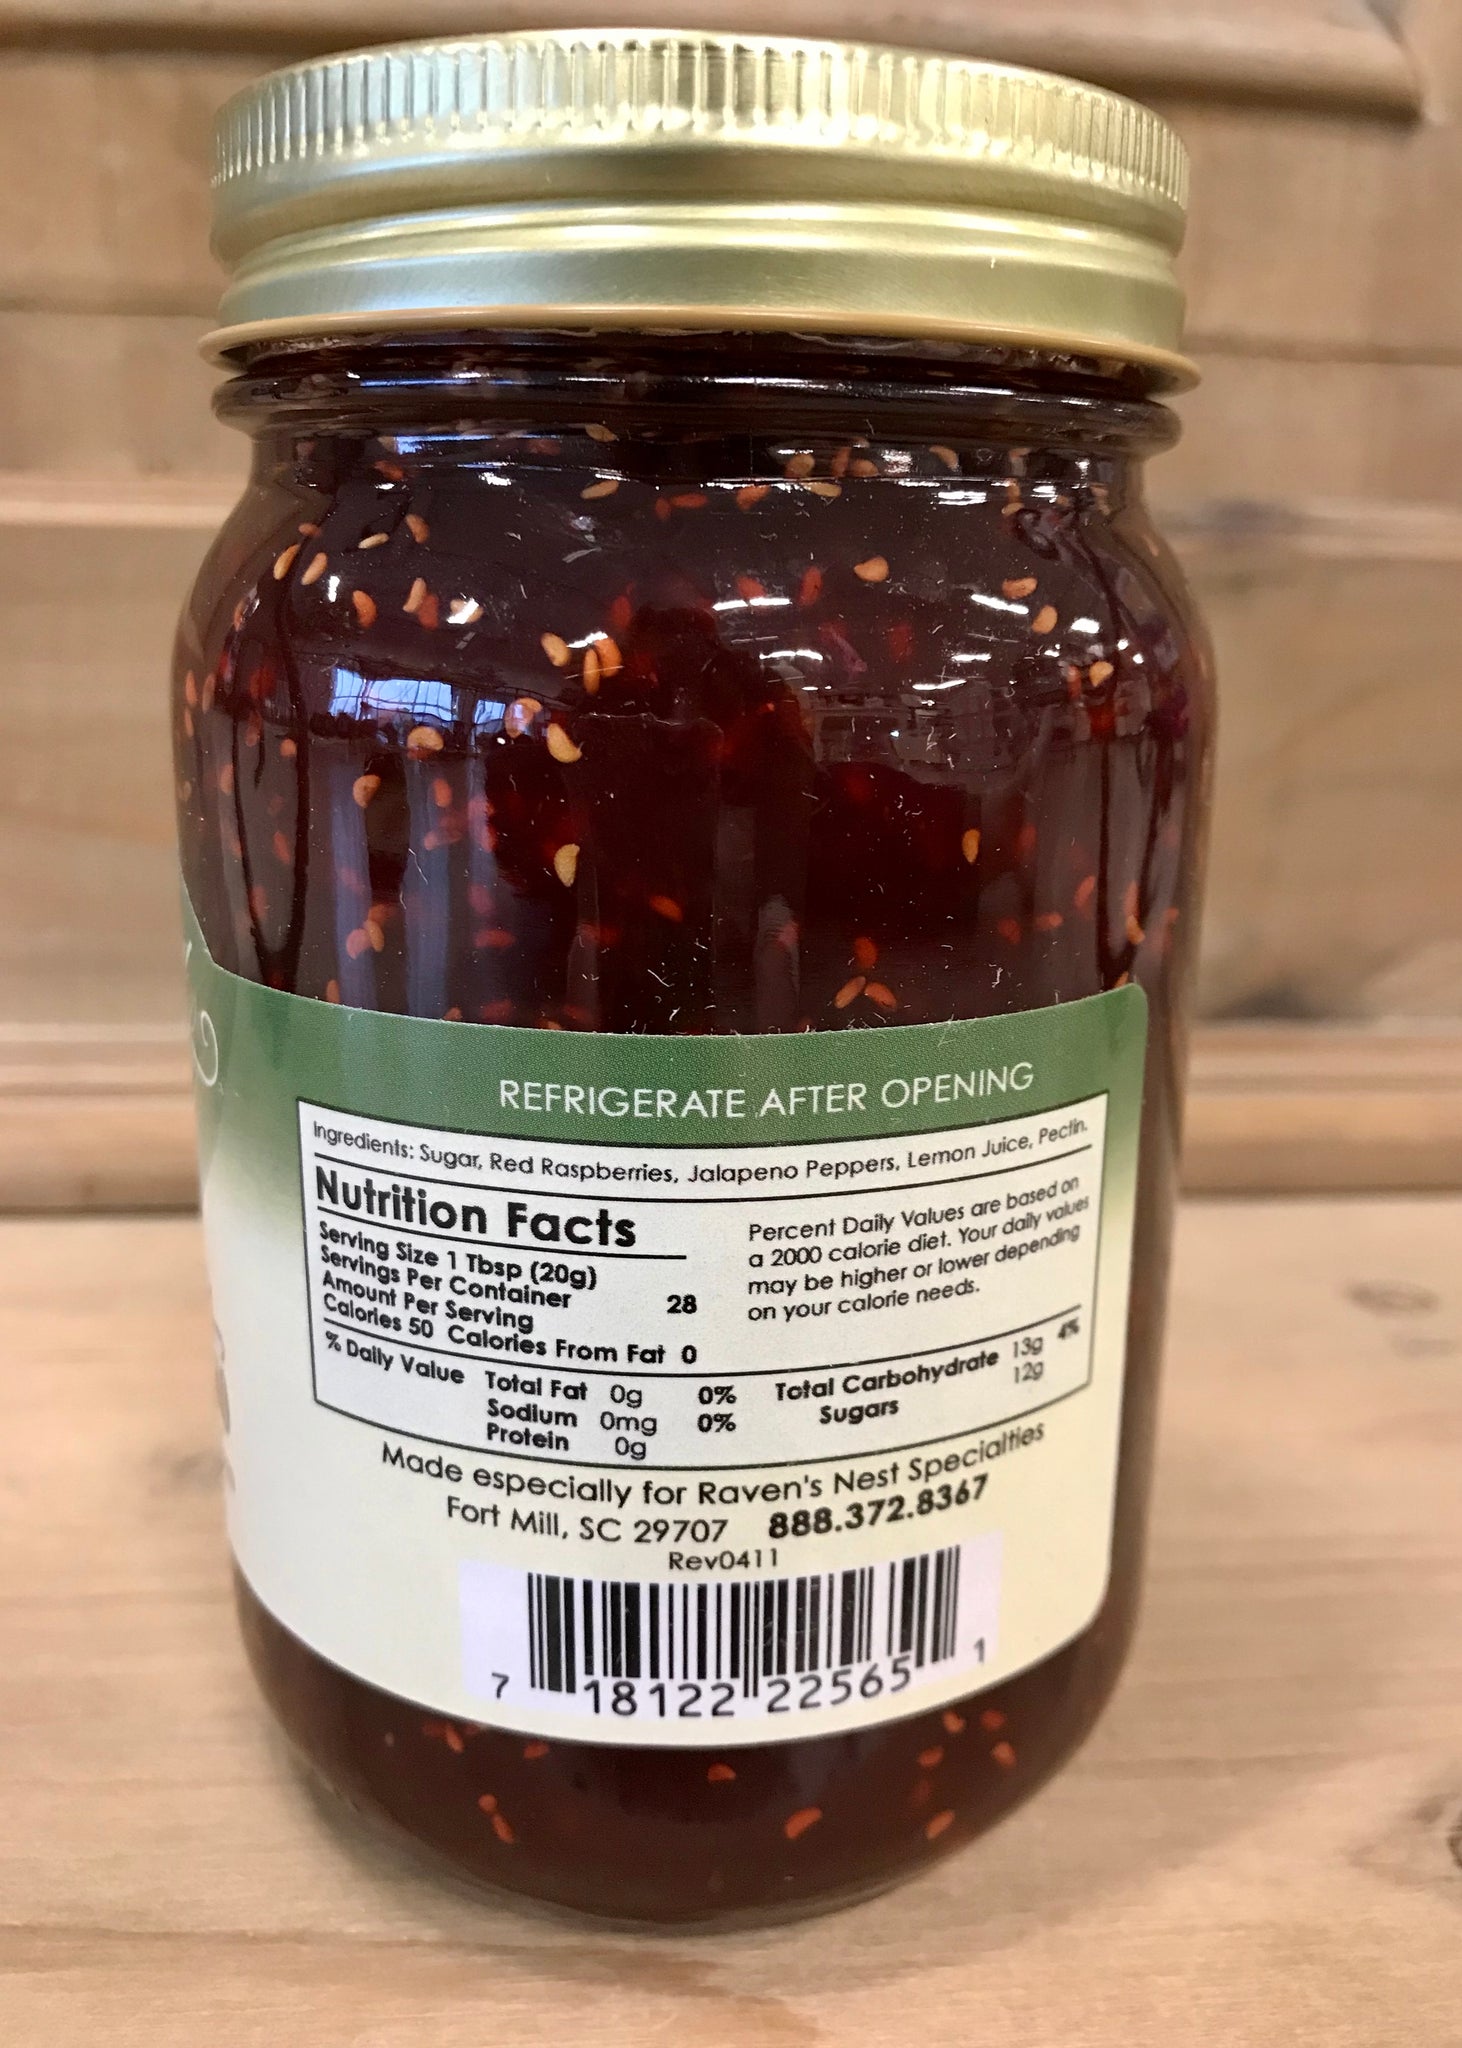 REFRIGERATE AFTER OPENING
Ingredients: Sugar, Red Raspberries, Jalapeno Peppers, Lemon Juice, Pectin.
Nutrition Facts
Serving Size 1 Tbsp (20g)
Servings Per Container 28
Amount Per Serving
Calories 50 Calories From Fat 0
Percent Daily Values are based on
a 2000 calorie diet. Your daily values
may be higher or lower depending
on your calorie needs.
% Daily Value Total Fat 0g 0%
Sodium 0mg 0%
Protein 0g
Total Carbohydrate 13g 4%
Sugars 12g
Made especially for Raven's Nest Specialties
Fort Mill, SC 29707 888.372.8367
Rev0411
7 18122 22565 1